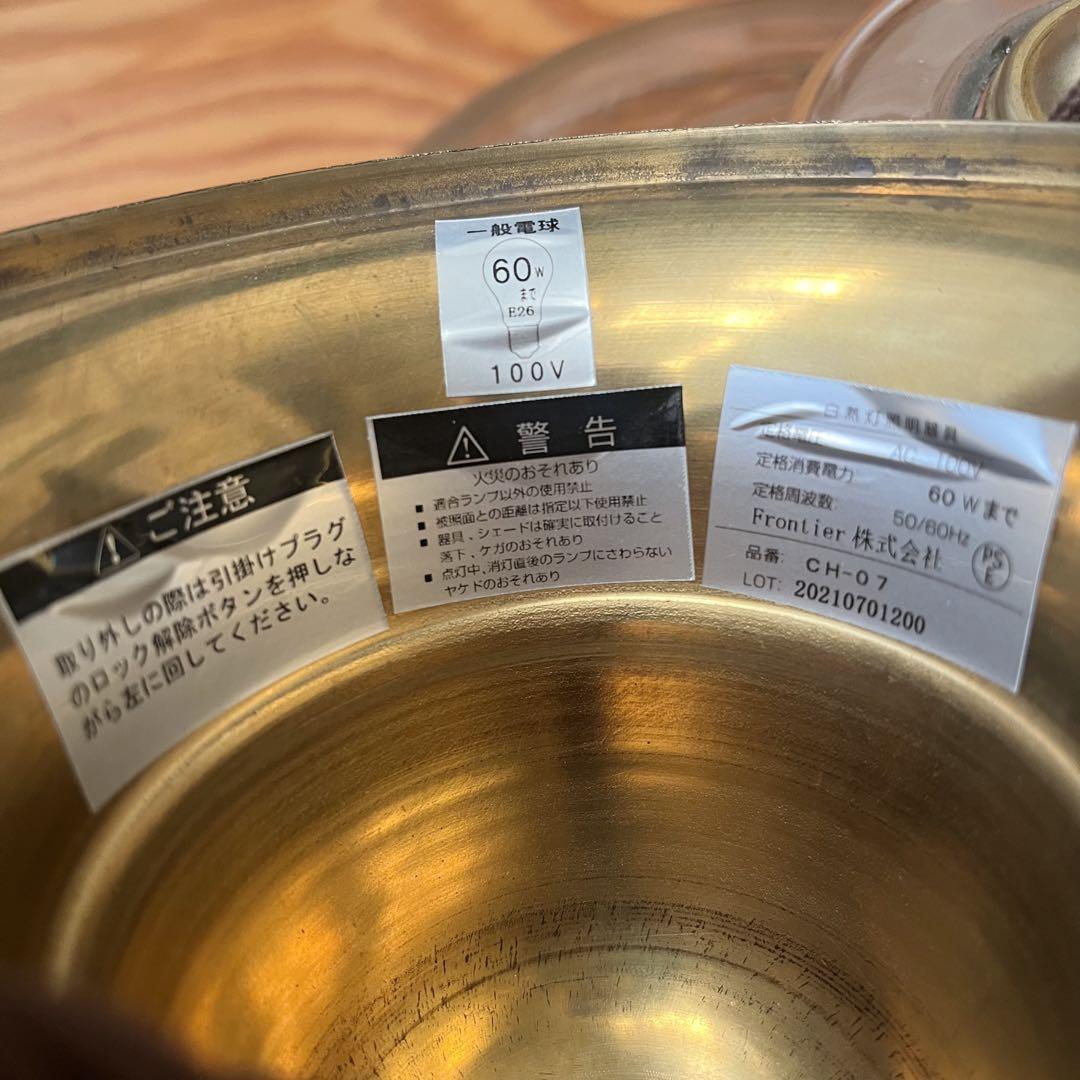 一般電球
60W
まで
E26
100V
ご注意
取り外しの際は引掛けプラグ
のロック解除ボタンを押しな
がら左に回してください。
警告
火災のおそれあり
■ 適合ランプ以外の使用禁止
■ 被照面との距離は指定以下使用禁止
■ 器具、シェードは確実に取付けること
落下、ケガのおそれあり
■ 点灯中、消灯直後のランプにさわらない
ヤケドのおそれあり
白熱灯照明器具
定格電圧: AC 100V
定格消費電力: 60Wまで
定格周波数: 50/60Hz
Frontier 株式会社
PSE
品番: CH-07
LOT: 20210701200